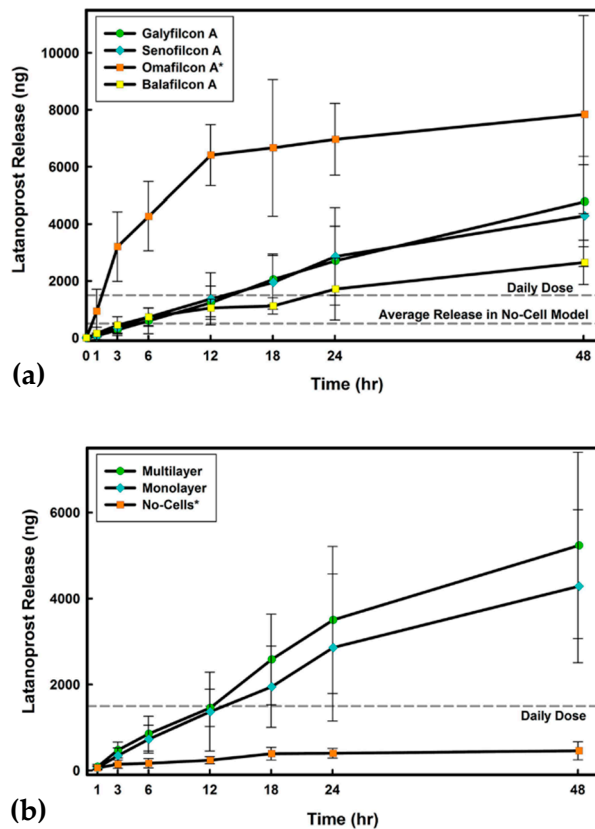 Galyfilcon A
Senofilcon A
Omafilcon A*
Balafilcon A
Latanoprost Release (ng)
10000
8000
6000
4000
2000
0
Daily Dose
Average Release in No-Cell Model
0 1 3 6 12 18 24 48
Time (hr)
(a)
Multilayer
Monolayer
No-Cells*
Latanoprost Release (ng)
6000
4000
2000
0
Daily Dose
1 3 6 12 18 24 48
Time (hr)
(b)